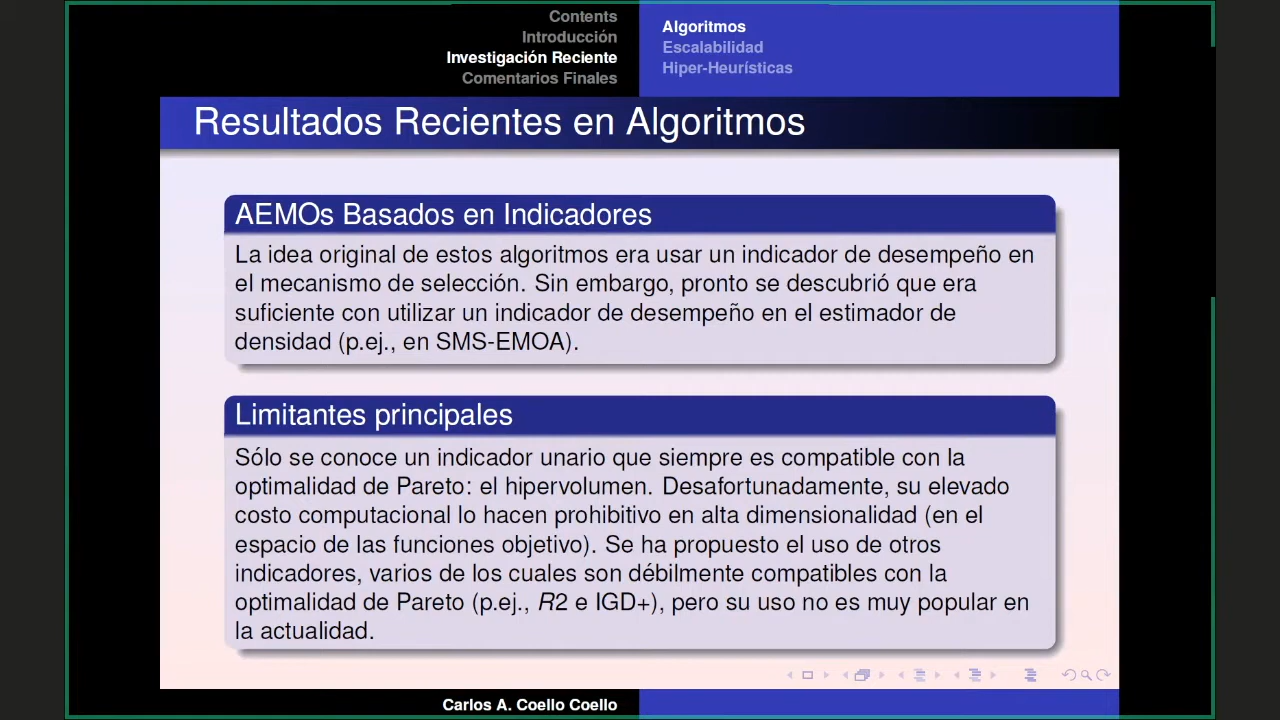 Contents
Introducción
Investigación Reciente
Comentarios Finales
Algoritmos
Escalabilidad
Hiper-Heurísticas
Resultados Recientes en Algoritmos
AEMOs Basados en Indicadores
La idea original de estos algoritmos era usar un indicador de desempeño en
el mecanismo de selección. Sin embargo, pronto se descubrió que era
suficiente con utilizar un indicador de desempeño en el estimador de
densidad (p.ej., en SMS-EMOA).
Limitantes principales
Sólo se conoce un indicador unario que siempre es compatible con la
optimalidad de Pareto: el hipervolumen. Desafortunadamente, su elevado
costo computacional lo hacen prohibitivo en alta dimensionalidad (en el
espacio de las funciones objetivo). Se ha propuesto el uso de otros
indicadores, varios de los cuales son débilmente compatibles con la
optimalidad de Pareto (p.ej., R2 e IGD+), pero su uso no es muy popular en
la actualidad.
Carlos A. Coello Coello